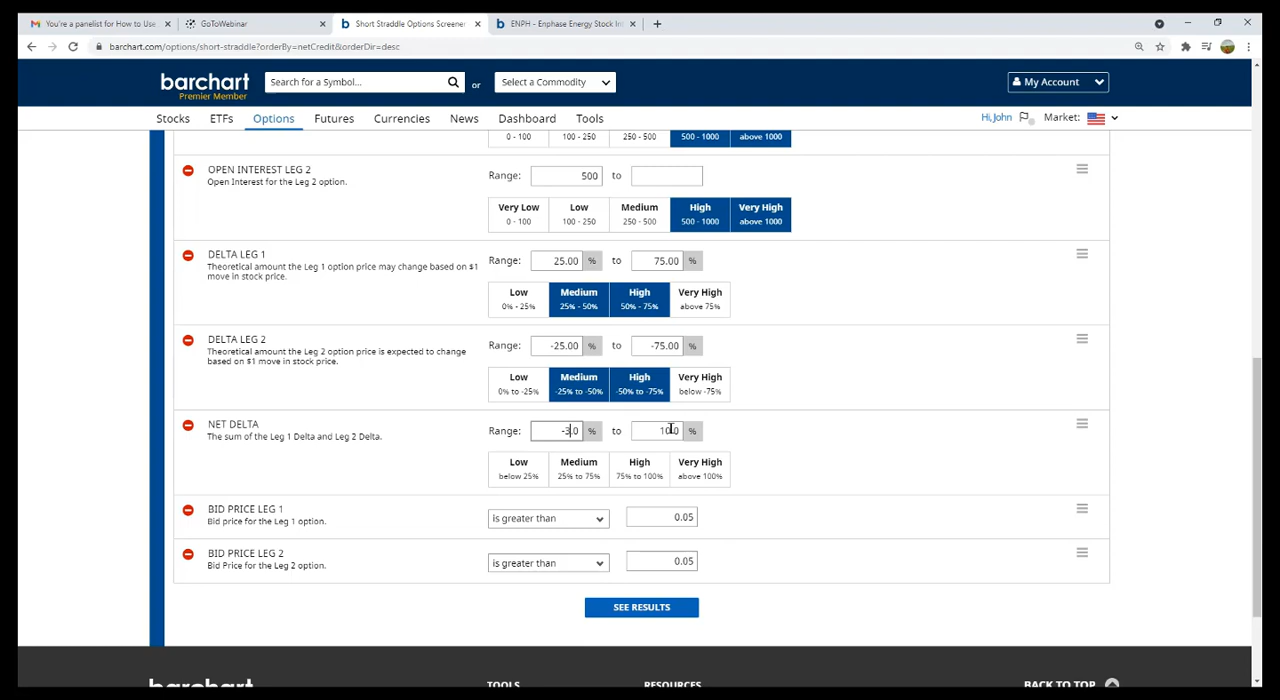 You're a panelist for How to Use
GoToWebinar
Short Straddle Options Screener
ENPH - Enphase Energy Stock In
barchart.com/options/short-straddle?orderBy=netCredit&orderDir=desc
barchart
Premier Member
Search for a Symbol...
or
Select a Commodity
My Account
Stocks
ETFs
Futures
Options
Currencies
News
Dashboard
Tools
Hi, John
Market:
0 - 100
100 - 250
250 - 500
500 - 1000
above 1000
OPEN INTEREST LEG 2
Open Interest for the Leg 2 option.
Range: 500 to
Very Low Low Medium High Very High
0 - 100 100 - 250 250 - 500 500 - 1000 above 1000
DELTA LEG 1
Theoretical amount the Leg 1 option price may change based on $1
move in stock price.
Range: 25.00 % to 75.00 %
Low Medium High Very High
0% - 25% 25% - 50% 50% - 75% above 75%
DELTA LEG 2
Theoretical amount the Leg 2 option price is expected to change
based on $1 move in stock price.
Range: -25.00 % to -75.00 %
Low Medium High Very High
0% to -25% -25% to -50% -50% to -75% below -75%
NET DELTA
The sum of the Leg 1 Delta and Leg 2 Delta.
Range: -3.0 % to 10.0 %
Low Medium High Very High
below 25% 25% to 75% 75% to 100% above 100%
BID PRICE LEG 1
Bid price for the Leg 1 option.
is greater than 0.05
BID PRICE LEG 2
Bid Price for the Leg 2 option.
is greater than 0.05
SEE RESULTS
barchart
TOOLS
RESOURCES
BACK TO TOP